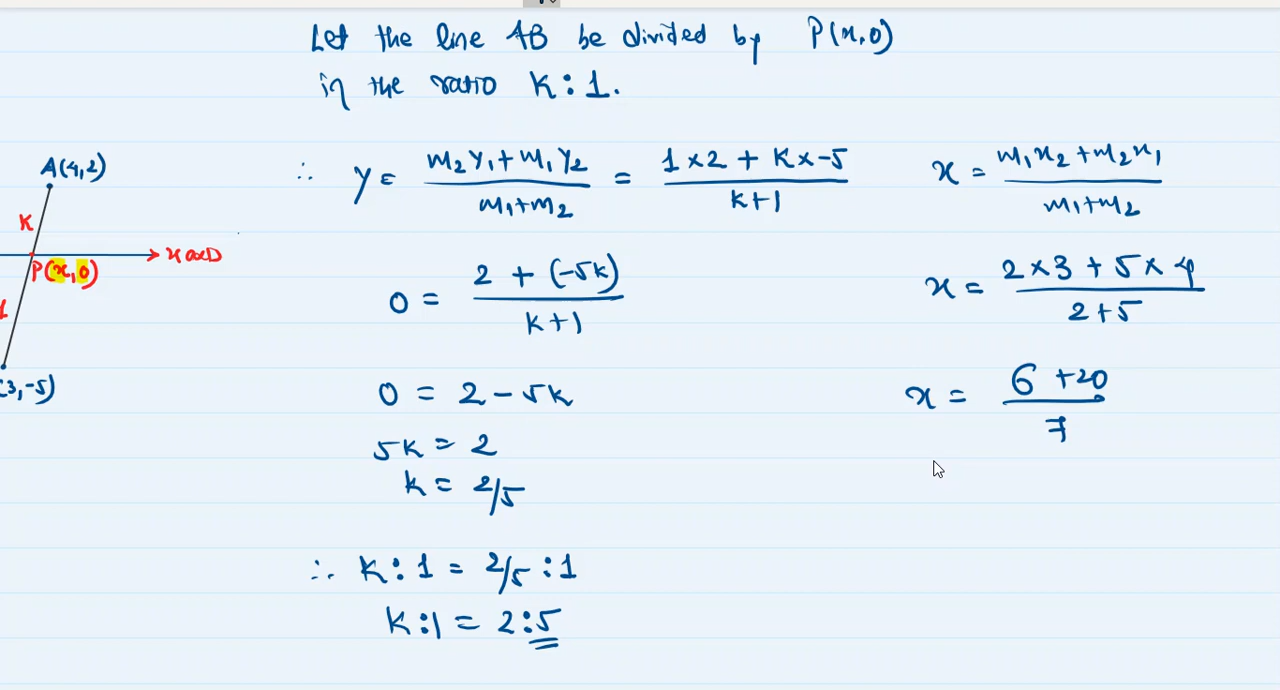 Let the line AB be divided by P(x,0)
in the ratio K:1.
A(4,2)
K
x axis
P(x,0)
1
(3,-5)
∴ y = (m₂y₁+m₁y₂)/(m₁+m₂) = (1×2 + K×-5)/(k+1)
0 = (2 + (-5k))/(k+1)
0 = 2-5k
5k = 2
k = 2/5
∴ k:1 = 2/5:1
k:1 = 2:5
x = (m₁x₂+m₂x₁)/(m₁+m₂)
x = (2×3 + 5×4)/(2+5)
x = (6+20)/7